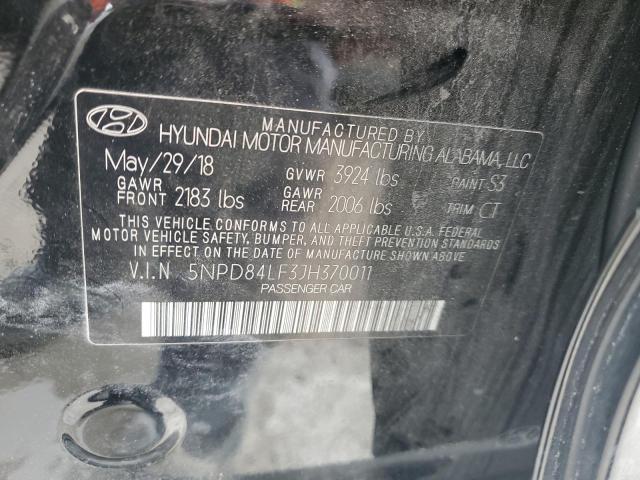 MANUFACTURED BY
HYUNDAI MOTOR MANUFACTURING ALABAMA, LLC
May/29/18 GVWR 3924 lbs PAINT S3
GAWR FRONT 2183 lbs GAWR REAR 2006 lbs TRIM CT
THIS VEHICLE CONFORMS TO ALL APPLICABLE U.S.A. FEDERAL
MOTOR VEHICLE SAFETY, BUMPER, AND THEFT PREVENTION STANDARDS
IN EFFECT ON THE DATE OF MANUFACTURE SHOWN ABOVE.
V.I.N 5NPD84LF3JH370011
PASSENGER CAR